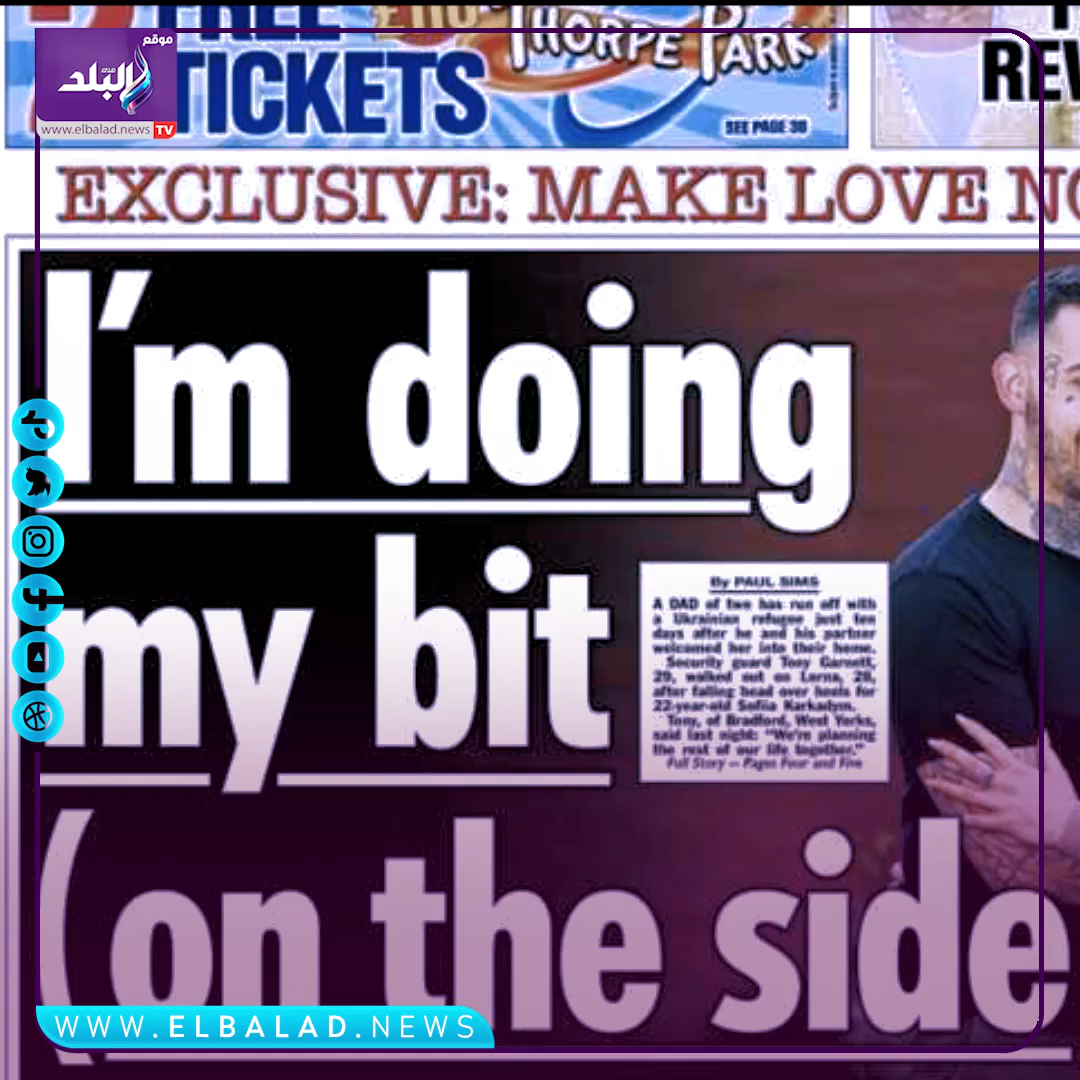 FREE
£110
THORPE PARK
TICKETS
SEE PAGE 30
موقع
صدى
البلد
www.elbalad.news TV
EXCLUSIVE: MAKE LOVE
I'm doing
my bit
(on the side
By PAUL SIMS
A DAD of two has run off with
a Ukrainian refugee just ten
days after he and his partner
welcomed her into their home.
Security guard Tony Garnett,
29, walked out on Lorna, 28,
after falling head over heels for
22-year-old Sofiia Karkadym.
Tony, of Bradford, West Yorks,
said last night: "We're planning
the rest of our life together."
Full Story — Pages Four and Five
WWW.ELBALAD.NEWS